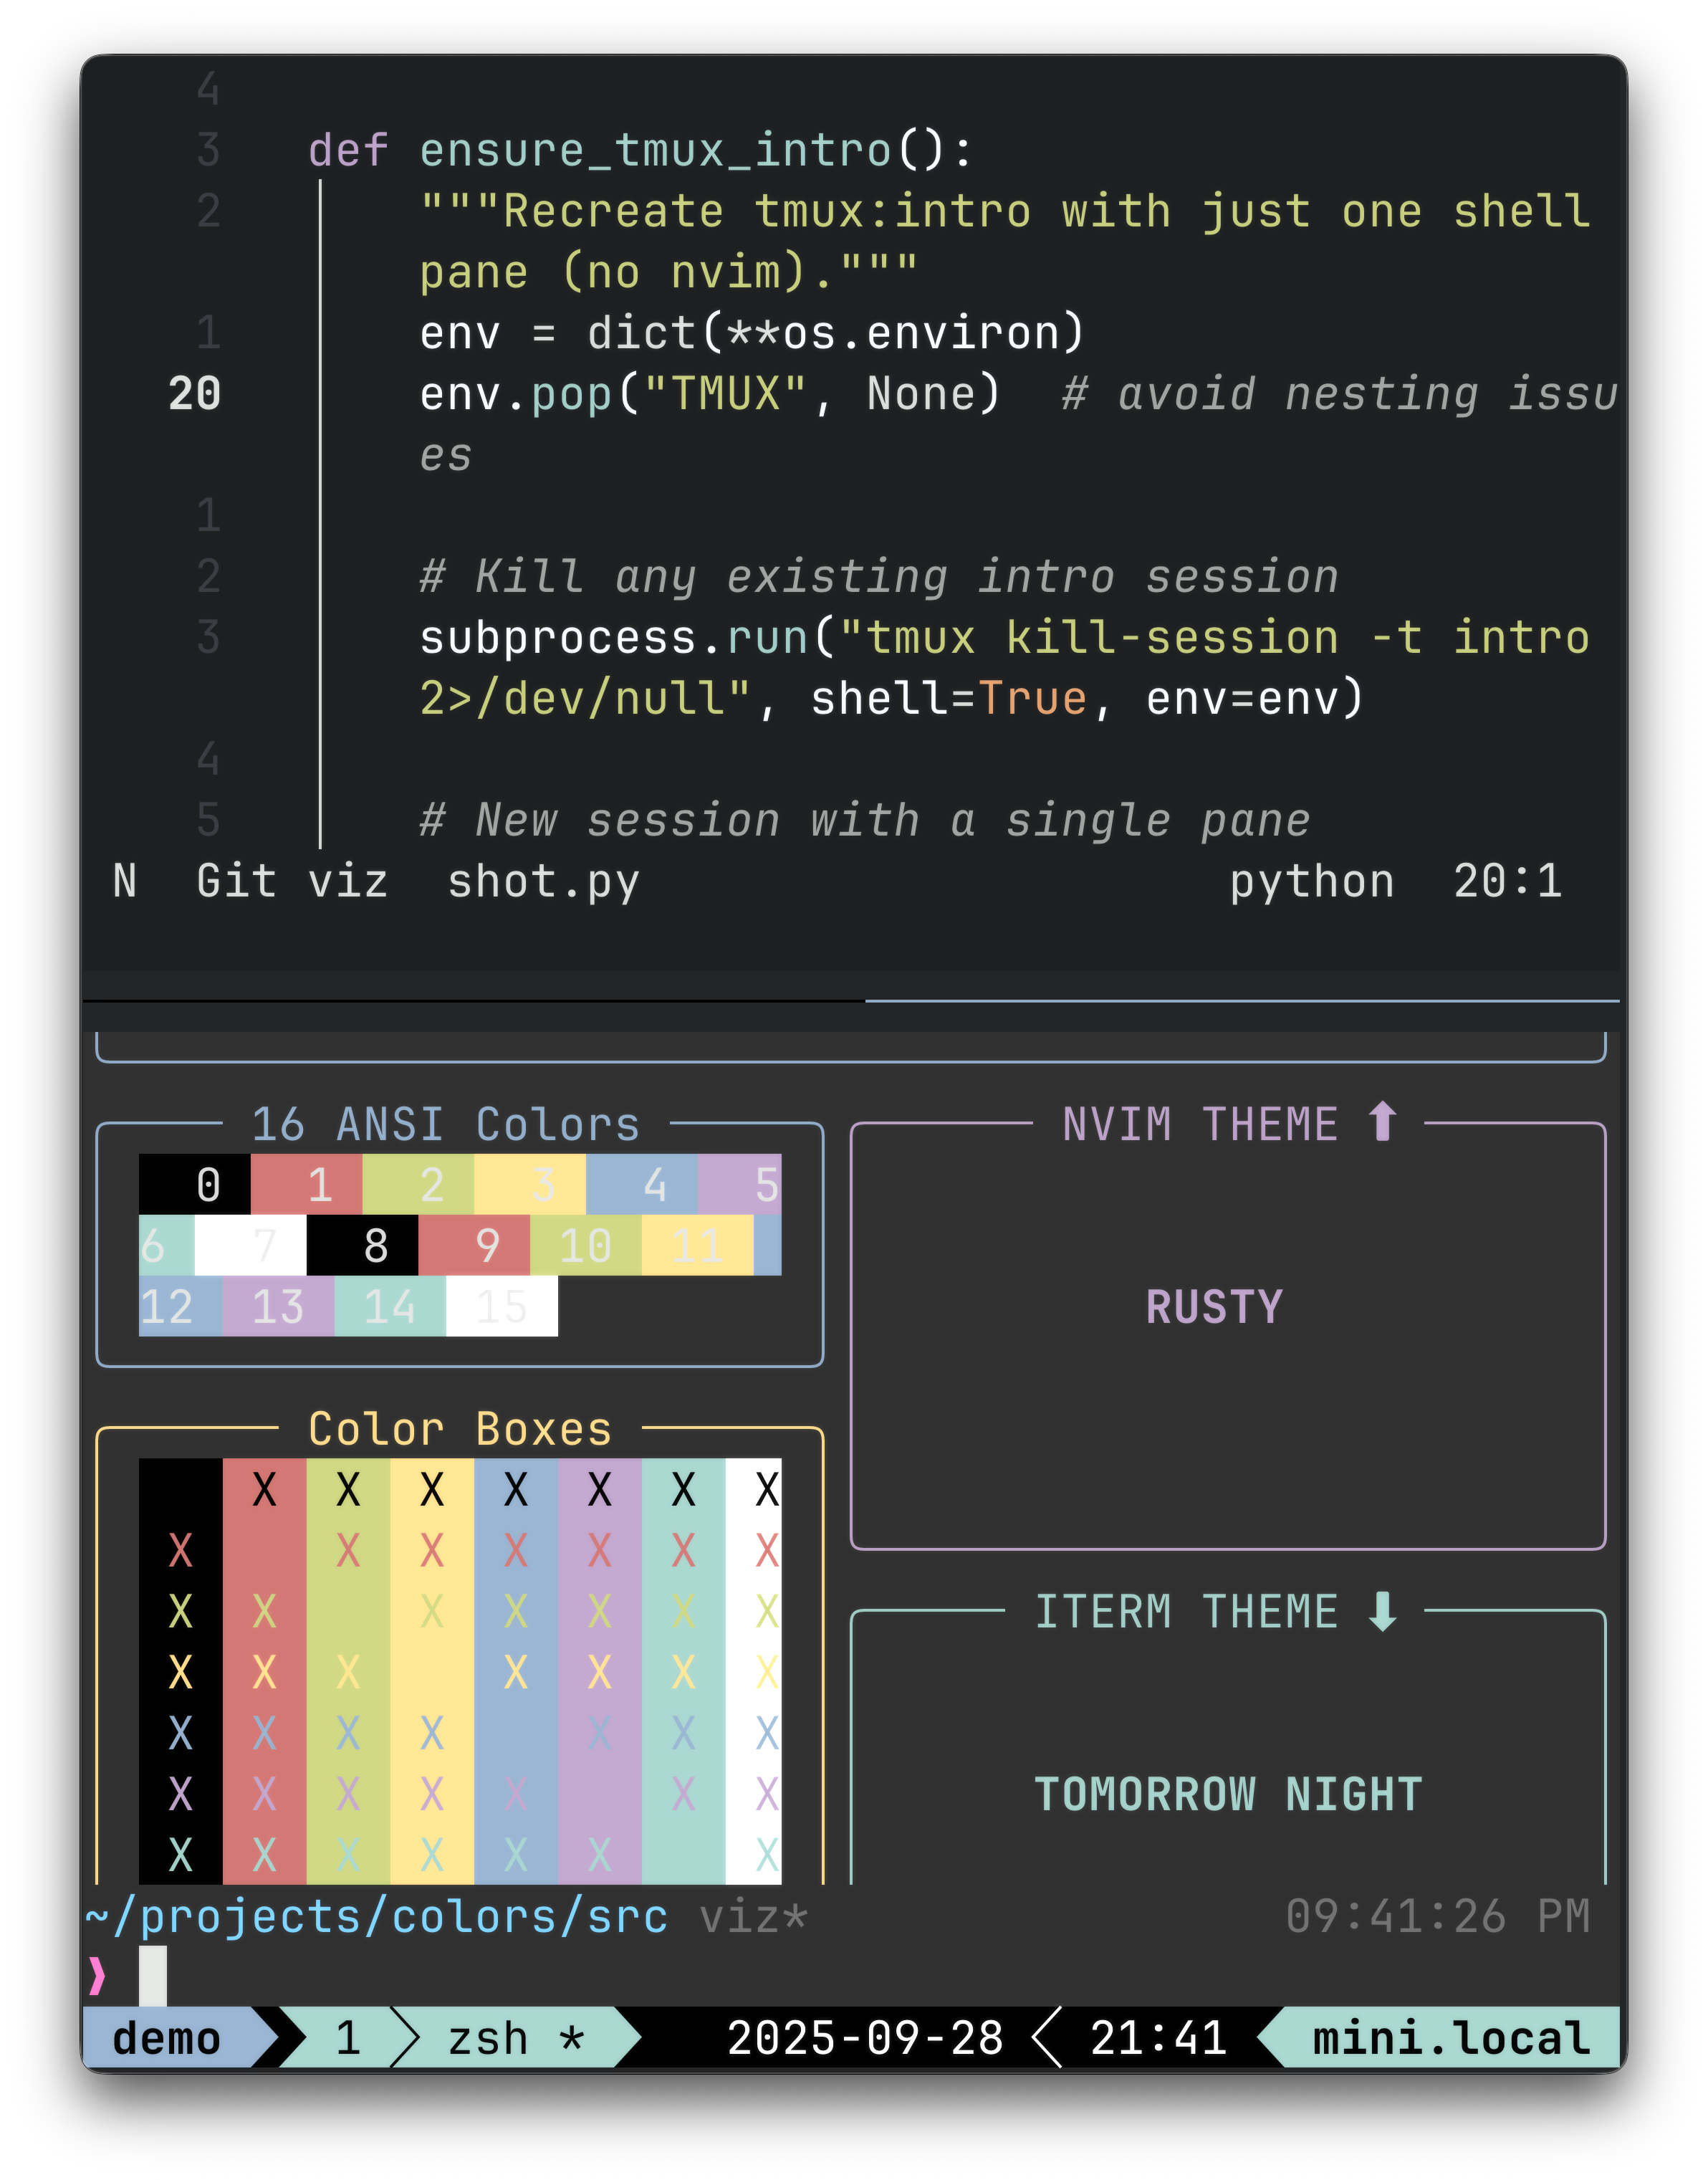 4
3 def ensure_tmux_intro():
2 """Recreate tmux:intro with just one shell
pane (no nvim)."""
1 env = dict(**os.environ)
20 env.pop("TMUX", None)  # avoid nesting issu
es
1
2 # Kill any existing intro session
3 subprocess.run("tmux kill-session -t intro
2>/dev/null", shell=True, env=env)
4
5 # New session with a single pane
N  Git viz  shot.py  python  20:1
16 ANSI Colors
0 1 2 3 4 5
6 7 8 9 10 11
12 13 14 15
NVIM THEME ⬆
RUSTY
Color Boxes
X X X X X X X
X X X X X X X
X X X X X X X
X X X X X X X
X X X X X X X
X X X X X X X
X X X X X X X
ITERM THEME ⬇
TOMORROW NIGHT
~/projects/colors/src viz* 09:41:26 PM
❯
demo 1 zsh * 2025-09-28 21:41 mini.local